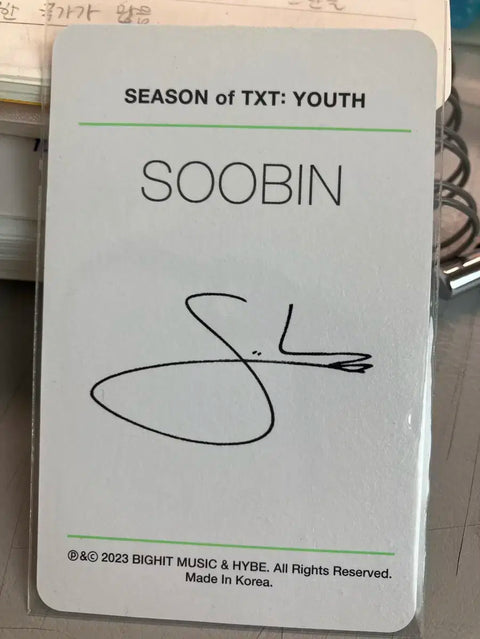 SEASON of TXT: YOUTH
SOOBIN
℗&© 2023 BIGHIT MUSIC & HYBE. All Rights Reserved.
Made In Korea.